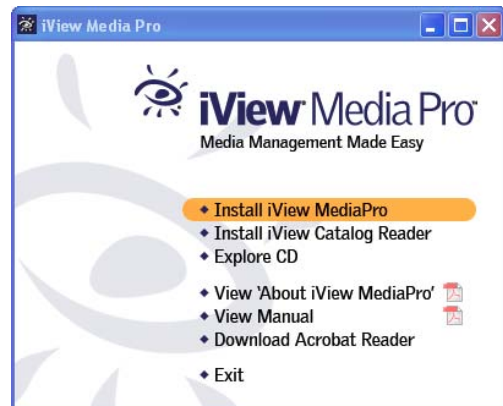 iView Media Pro
iView Media Pro
Media Management Made Easy
Install iView MediaPro
Install iView Catalog Reader
Explore CD
View 'About iView MediaPro'
View Manual
Download Acrobat Reader
Exit